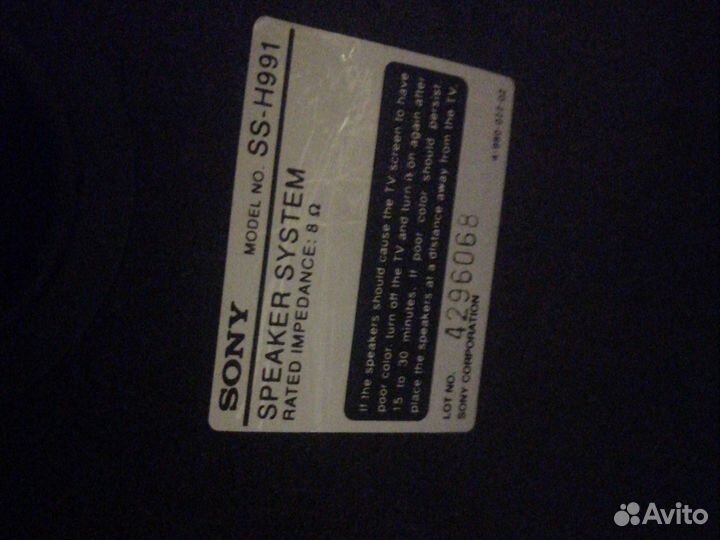 SONY MODEL NO. SS-H991
SPEAKER SYSTEM
RATED IMPEDANCE: 8 Ω
If the speakers should cause the TV screen to have
poor color, turn off the TV and turn it on again after
15 to 30 minutes. If poor color should persist,
place the speakers at a distance away from the TV.
LOT NO. 4296068
SONY CORPORATION
Avito